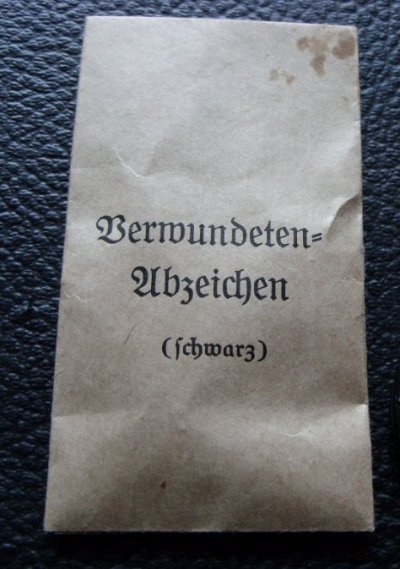 Verwundeten=
Abzeichen
(ſchwarz)